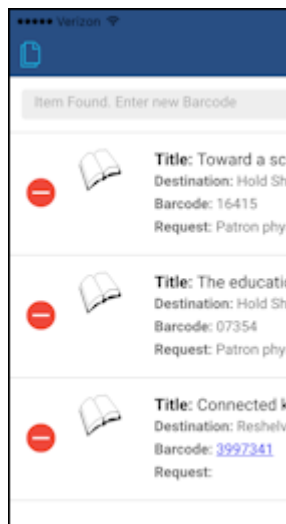 Verizon
Item Found. Enter new Barcode
Title: Toward a sc
Destination: Hold Sh
Barcode: 16415
Request: Patron phy
Title: The educati
Destination: Hold Sh
Barcode: 07354
Request: Patron phy
Title: Connected k
Destination: Reshelv
Barcode: 3997341
Request: